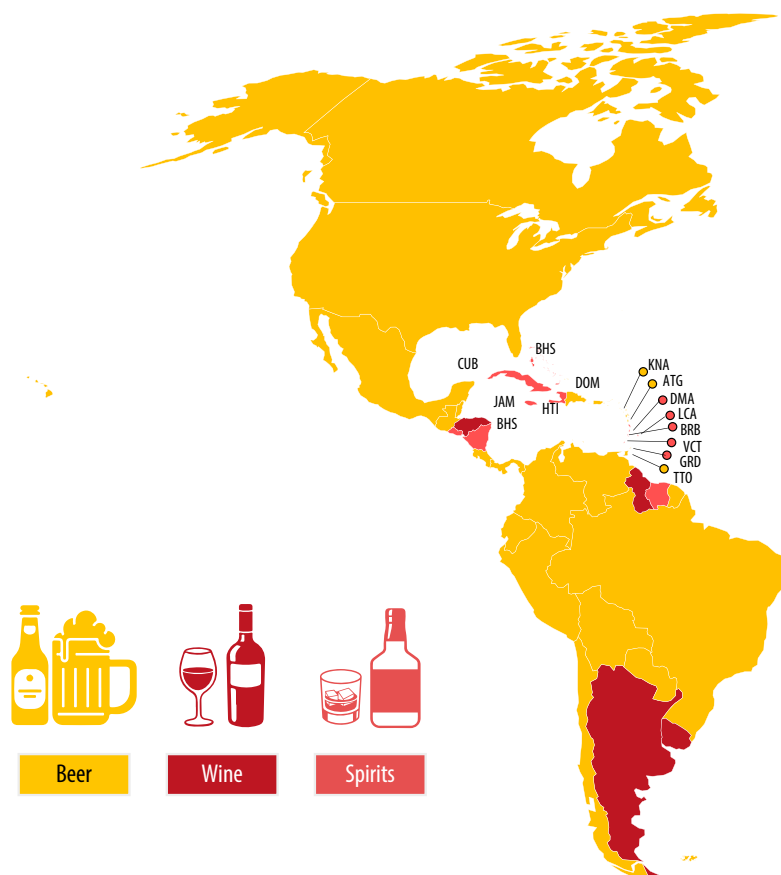 BHS
KNA
CUB
ATG
DOM
DMA
JAM
HTI
LCA
BHS
BRB
VCT
GRD
TTO
Beer
Wine
Spirits